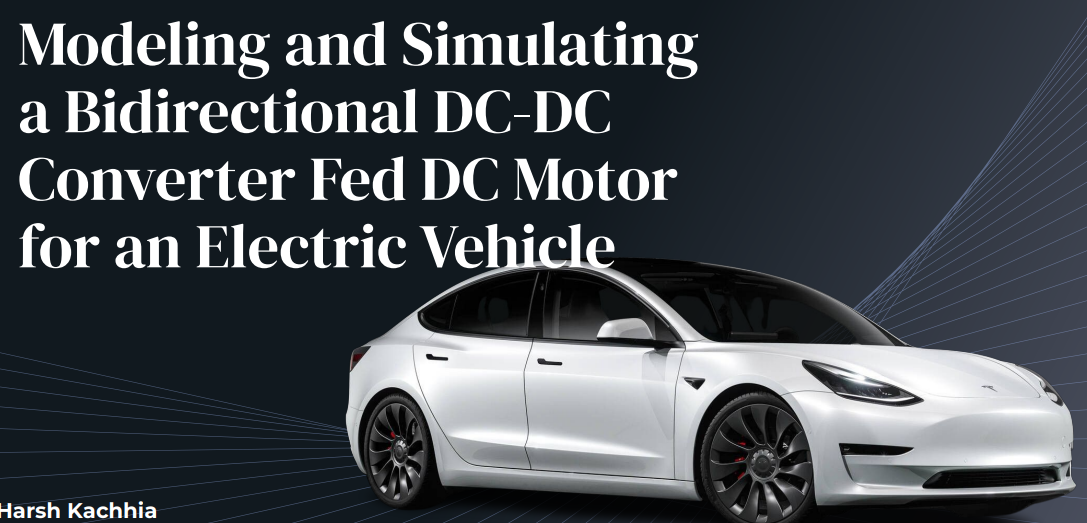 Modeling and Simulating
a Bidirectional DC-DC
Converter Fed DC Motor
for an Electric Vehicle
Harsh Kachhia